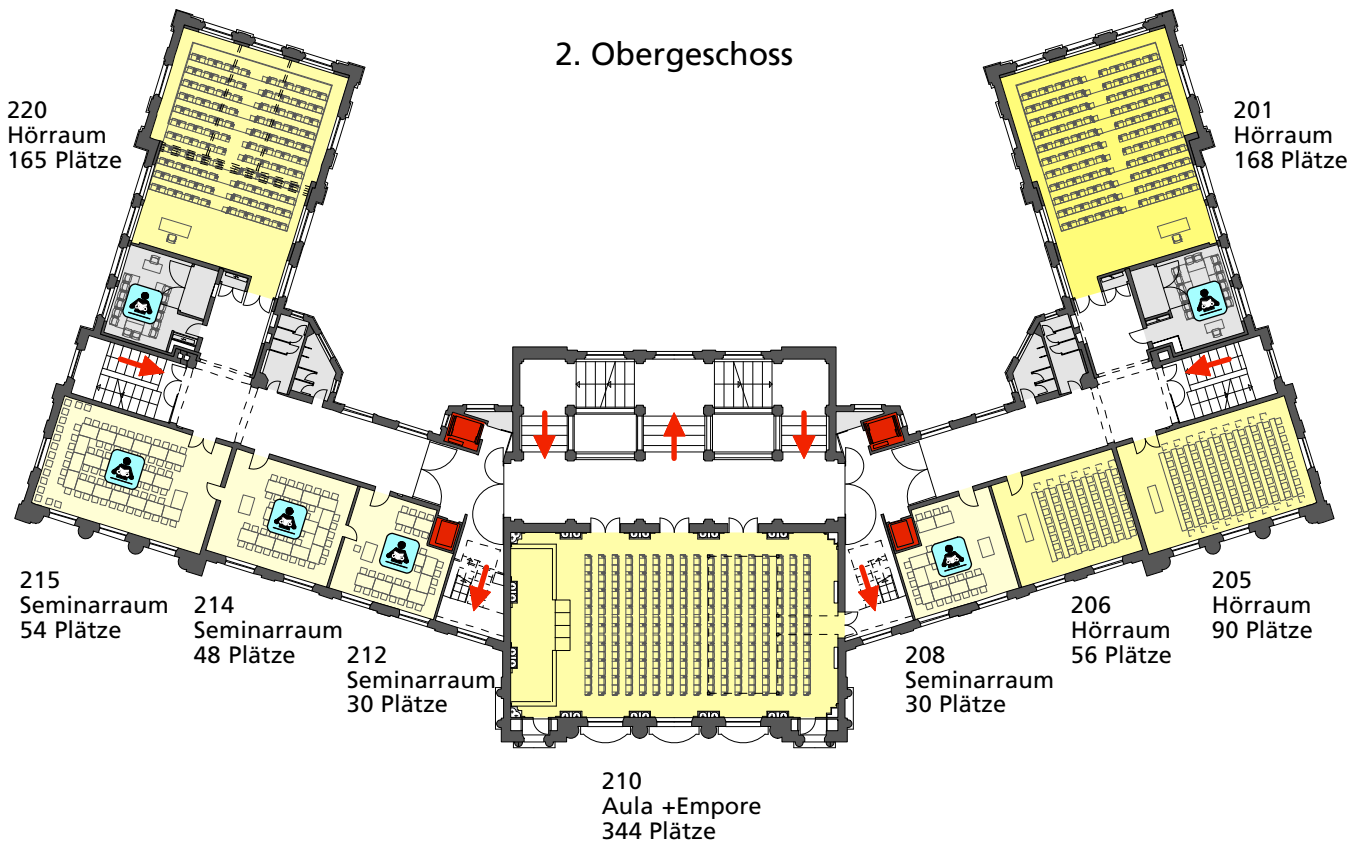 2. Obergeschoss
220
Hörraum
165 Plätze
201
Hörraum
168 Plätze
215
Seminarraum
54 Plätze
214
Seminarraum
48 Plätze
212
Seminarraum
30 Plätze
210
Aula +Empore
344 Plätze
208
Seminarraum
30 Plätze
206
Hörraum
56 Plätze
205
Hörraum
90 Plätze